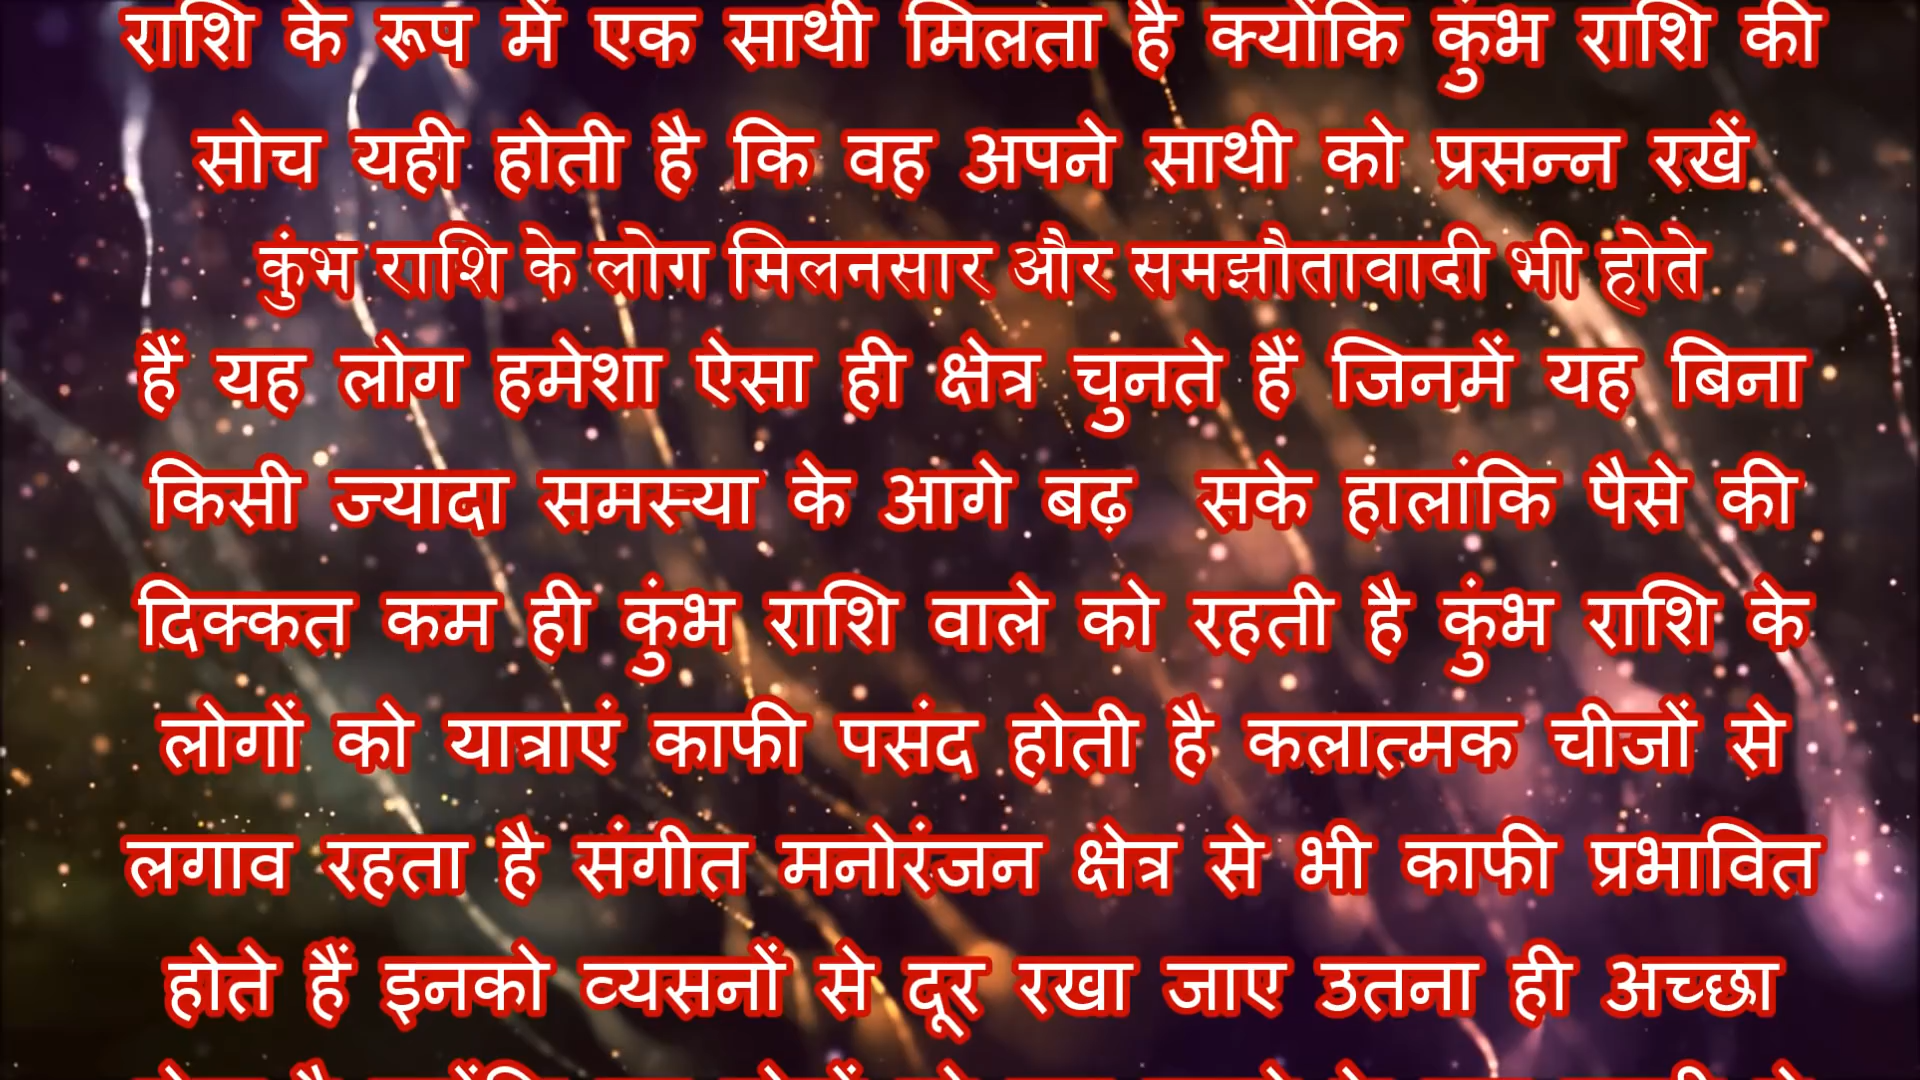 राशि के रूप में एक साथी मिलता है क्योंकि कुंभ राशि की
सोच यही होती है कि वह अपने साथी को प्रसन्न रखें
कुंभ राशि के लोग मिलनसार और समझौतावादी भी होते
हैं यह लोग हमेशा ऐसा ही क्षेत्र चुनते हैं जिनमें यह बिना
किसी ज्यादा समस्या के आगे बढ़ सके हालांकि पैसे की
दिक्कत कम ही कुंभ राशि वाले को रहती है कुंभ राशि के
लोगों को यात्राएं काफी पसंद होती है कलात्मक चीजों से
लगाव रहता है संगीत मनोरंजन क्षेत्र से भी काफी प्रभावित
होते हैं इनको व्यसनों से दूर रखा जाए उतना ही अच्छा